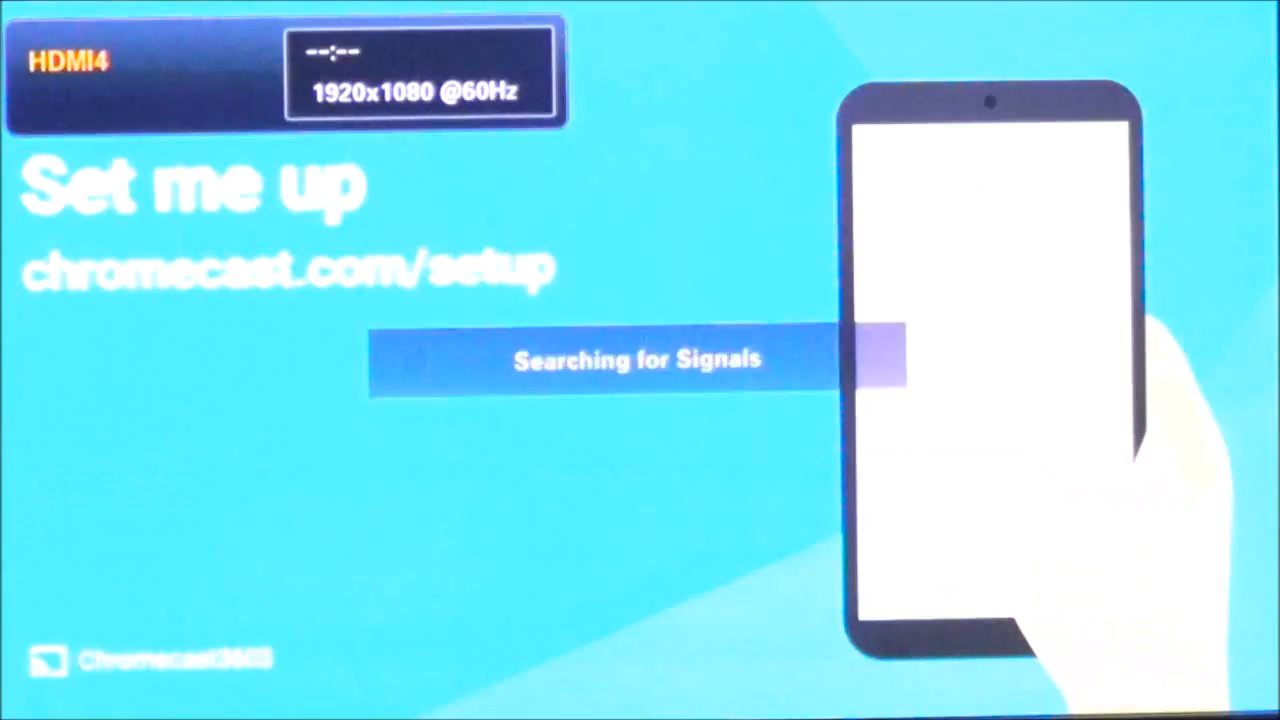 HDMI4
--:--
1920x1080 @60Hz
Set me up
chromecast.com/setup
Searching for Signals